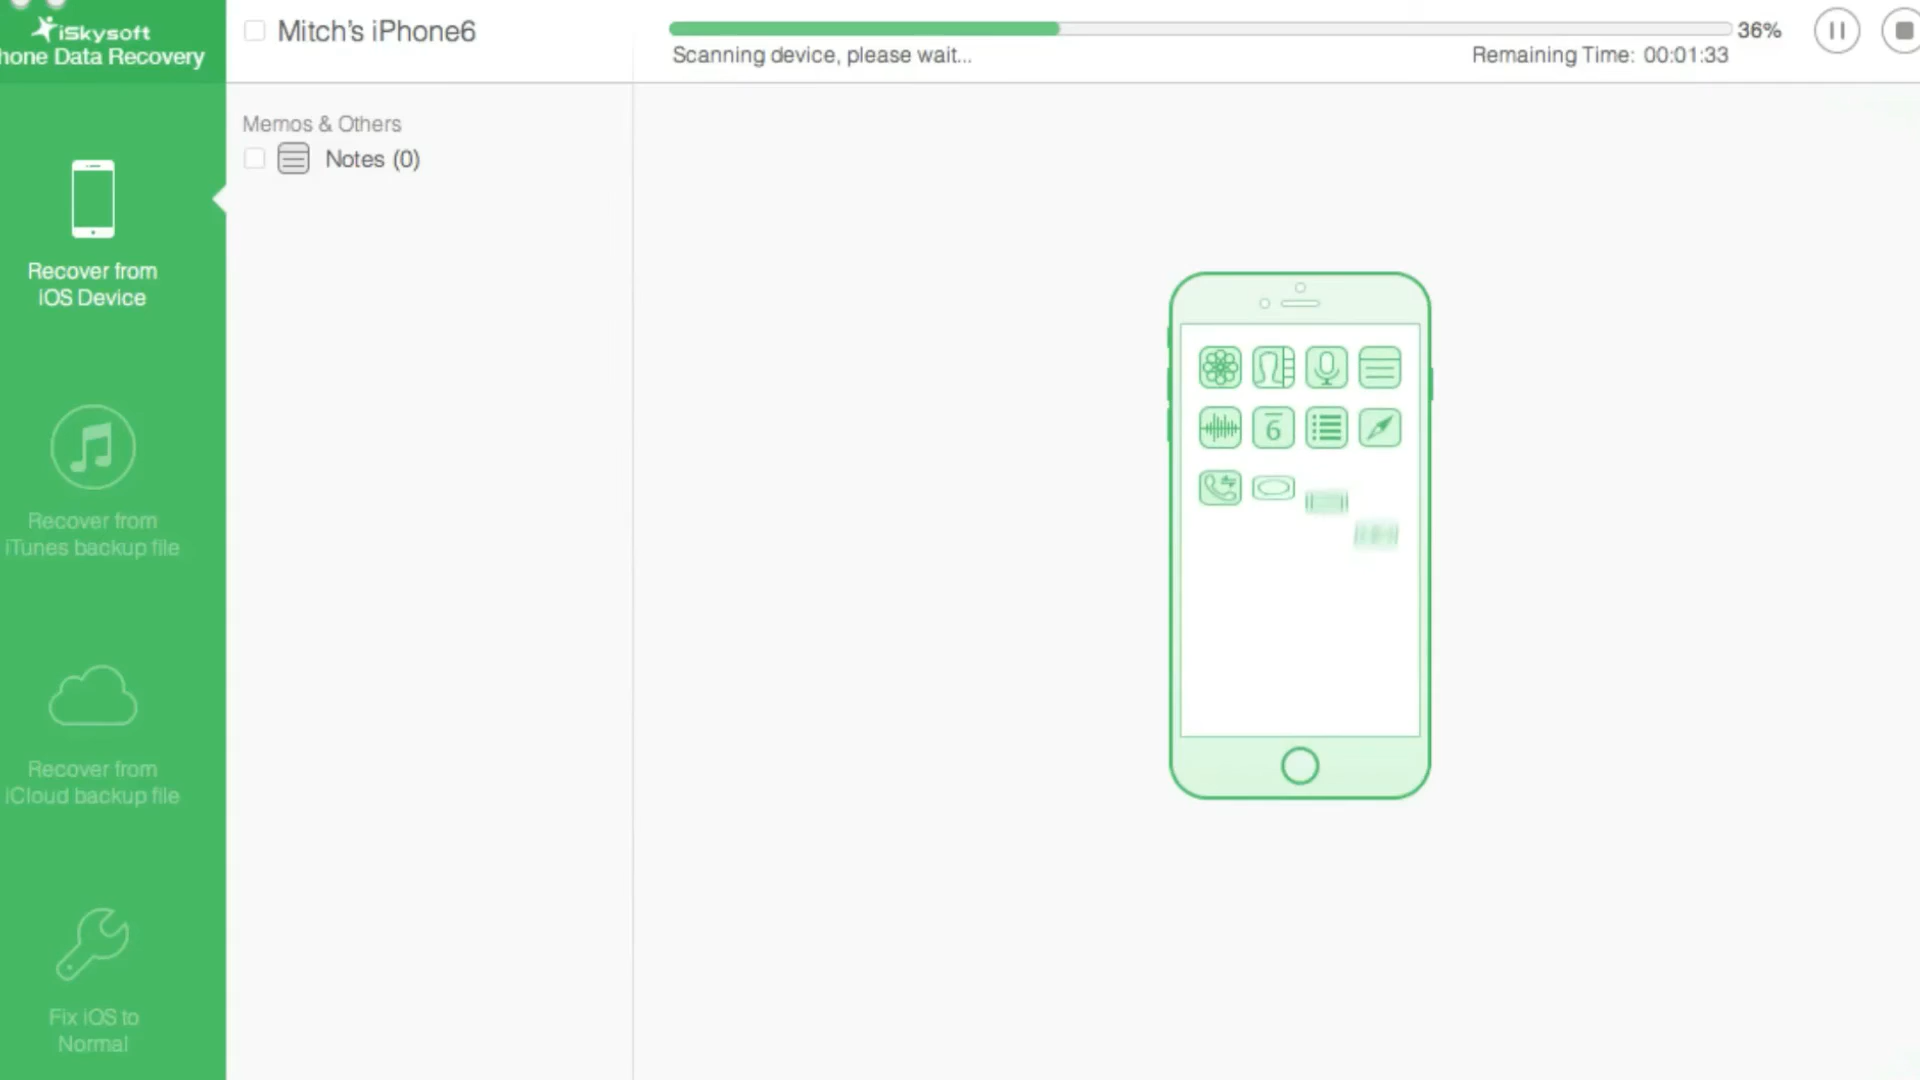 iSkysoft
hone Data Recovery
Mitch's iPhone6
36%
Scanning device, please wait...
Remaining Time: 00:01:33
Memos & Others
Notes (0)
Recover from
iOS Device
Recover from
iTunes backup file
Recover from
iCloud backup file
Fix iOS to
Normal
6